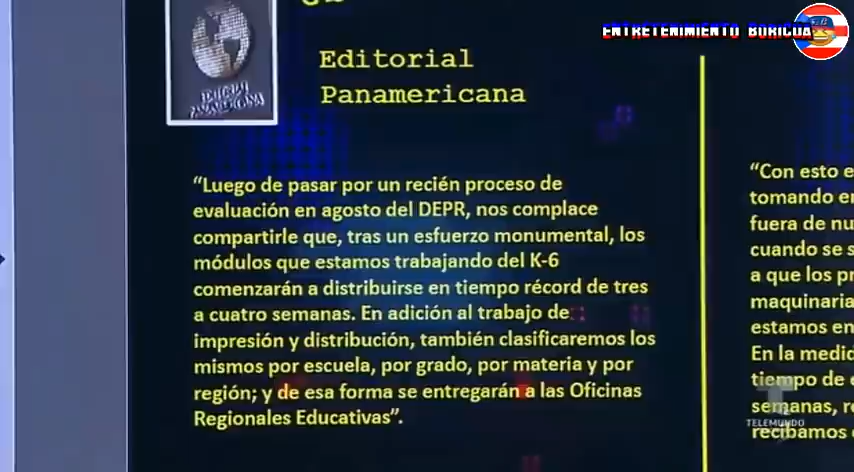 ENTRETENIMIENTO BORICUA
Editorial
Panamericana
“Luego de pasar por un recién proceso de
evaluación en agosto del DEPR, nos complace
compartirle que, tras un esfuerzo monumental, los
módulos que estamos trabajando del K-6
comenzarán a distribuirse en tiempo récord de tres
a cuatro semanas. En adición al trabajo de
impresión y distribución, también clasificaremos los
mismos por escuela, por grado, por materia y por
región; y de esa forma se entregarán a las Oficinas
Regionales Educativas”.
“Con esto
tomando
fuera de
cuando se
a que los
maquinaria
estamos
En la
tiempo de
semanas,
recibamos
TELEMUNDO